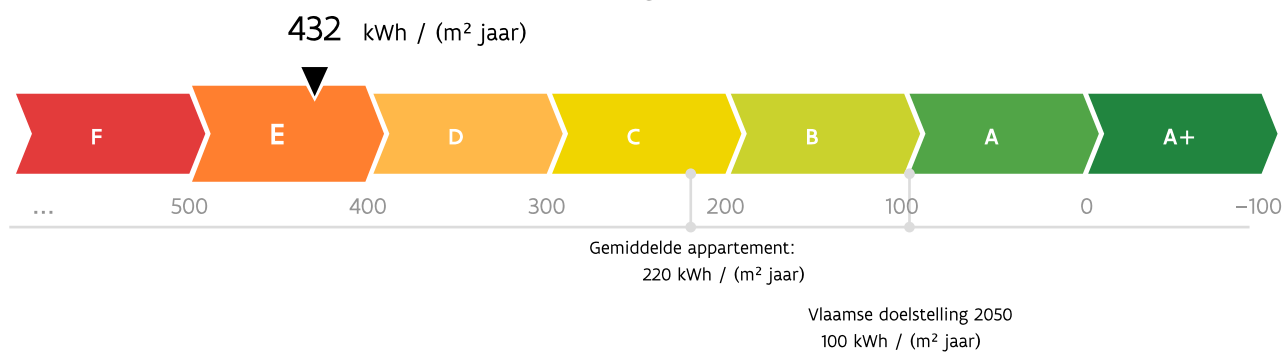 432 kWh / (m² jaar)
F E D C B A A+
... 500 400 300 200 100 0 −100
Gemiddelde appartement:
220 kWh / (m² jaar)
Vlaamse doelstelling 2050
100 kWh / (m² jaar)